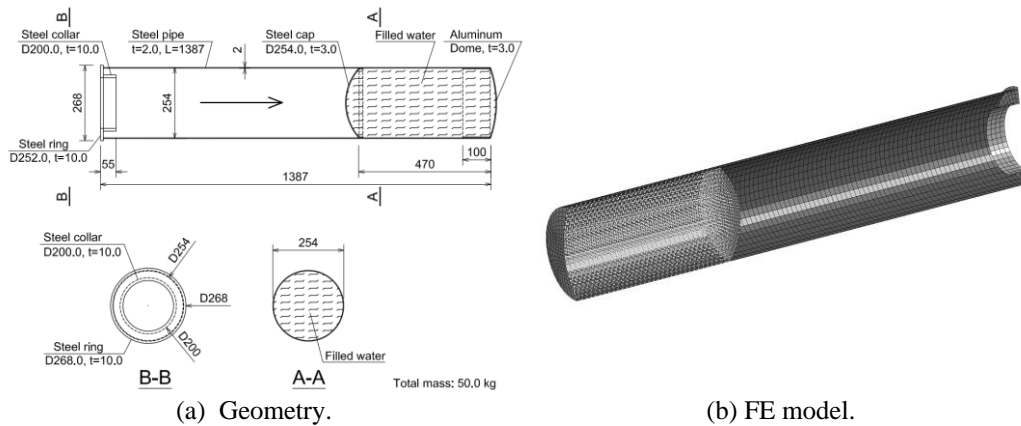 B
A
Steel collar
D200.0, t=10.0
Steel pipe
t=2.0, L=1387
Steel cap
D254.0, t=3.0
Filled water
Aluminum
Dome, t=3.0
2
268
254
Steel ring
D252.0, t=10.0
55
100
470
1387
B
A
Steel collar
D200.0, t=10.0
D254
D268
D200
Steel ring
D268.0, t=10.0
B-B
254
Filled water
A-A
Total mass: 50.0 kg
(a) Geometry.
(b) FE model.